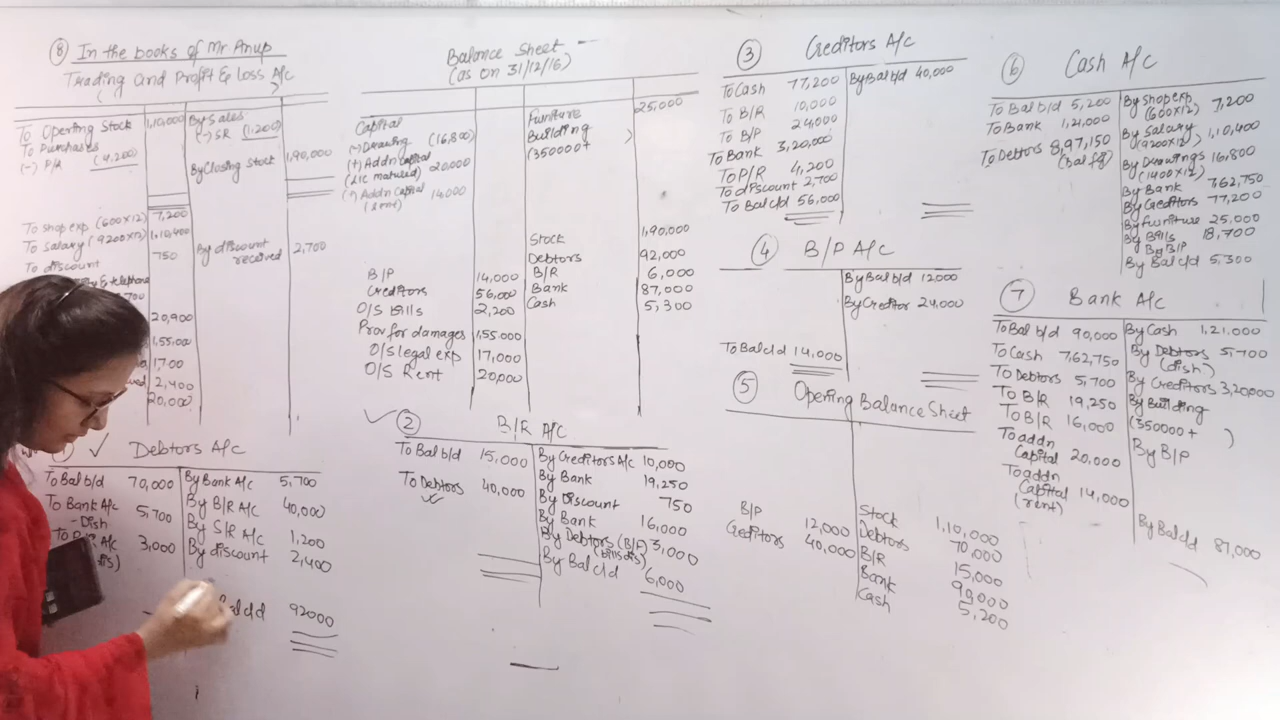 8 In the books of Mr Anup
Trading and Profit & Loss A/c
To Opening Stock 1,10,000 By Sales
To Purchases (-) SR (1,200)
(-) P/R (4,200)
By Closing Stock 1,90,000
To shop exp (600x12) 7,200
To Salary (9200x12) 1,10,400
To discount 750 By discount received 2,700
& telephone
20,900
1,55,000
1700
2,400
20,000
Balance Sheet
(as on 31/12/16)
Capital Furniture 25,000
(-) Drawing (16,800) Building
(+) Addn Capital (350000+ )
(LIC matured) 20,000
(+) Addn Capital 14,000
(rent)
Stock 1,90,000
Debtors 92,000
B/P 14,000 B/R 6,000
Creditors 56,000 Bank 87,000
O/S Bills 2,200 Cash 5,300
Prov for damages 1,55,000
O/S legal exp 17,000
O/S Rent 20,000
3 Creditors A/c
To Cash 77,200 By Bal b/d 40,000
To B/R 10,000
To B/P 24,000
To Bank 3,20,000
To P/R 4,200
To discount 2,700
To Bal c/d 56,000
4 B/P A/c
By Bal b/d 12,000
By Creditor 24,000
To Bal c/d 14,000
5 Opening Balance Sheet
Stock 1,10,000
B/P 12,000 Debtors 70,000
Creditors 40,000 B/R 15,000
Bank 90,000
Cash 5,200
6 Cash A/c
To Bal b/d 5,200 By Shop exp 7,200
(600x12)
To Bank 1,21,000 By Salary 1,10,400
(9200x12)
To Debtors 8,97,150 By Drawings 16,800
(bal fg) (1400x12)
By Bank 7,62,750
By Creditors 77,200
By furniture 25,000
By Bills 18,700
By B/P
By Bal c/d 5,300
7 Bank A/c
To Bal b/d 90,000 By Cash 1,21,000
To Cash 7,62,750 By Debtors 5,700
(dish)
To Debtors 5,700 By Creditors 3,20,000
To B/R 19,250 By Building
To B/R 16,000 (350000+ )
To addn By B/P
Capital 20,000
To addn
Capital 14,000
(rent)
By Bal c/d 87,000
Debtors A/c
To Bal b/d 70,000 By Bank A/c 5,700
To Bank A/c 5,700 By B/R A/c 40,000
- Dish By S/R A/c 1,200
A/c 3,000 By discount 2,400
Bal c/d 92000
2 B/R A/c
To Bal b/d 15,000 By Creditors A/c 10,000
To Debtors 40,000 By Bank 19,250
By Discount 750
By Bank 16,000
By Debtors (B/R) 3,000
(bills dis)
By Bal c/d 6,000